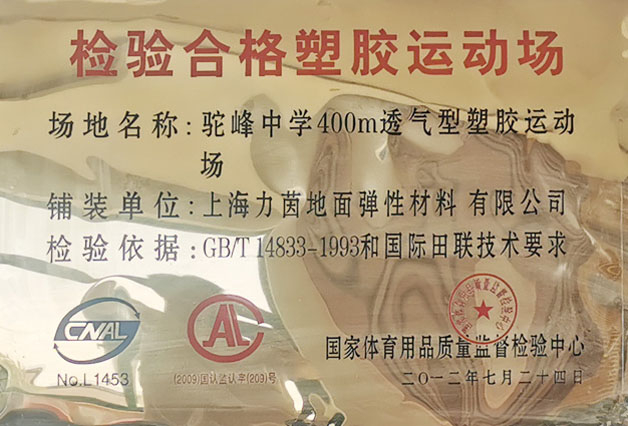 检验合格塑胶运动场
场地名称：驼峰中学400m透气型塑胶运动
场
铺装单位：上海力茵地面弹性材料 有限公司
检验依据：GB/T 14833-1993和国际田联技术要求
CNAL
No.L1453
CAL
(2009)国认监认字(209)号
国家体育用品质量监督检验中心
二〇一二年七月二十四日